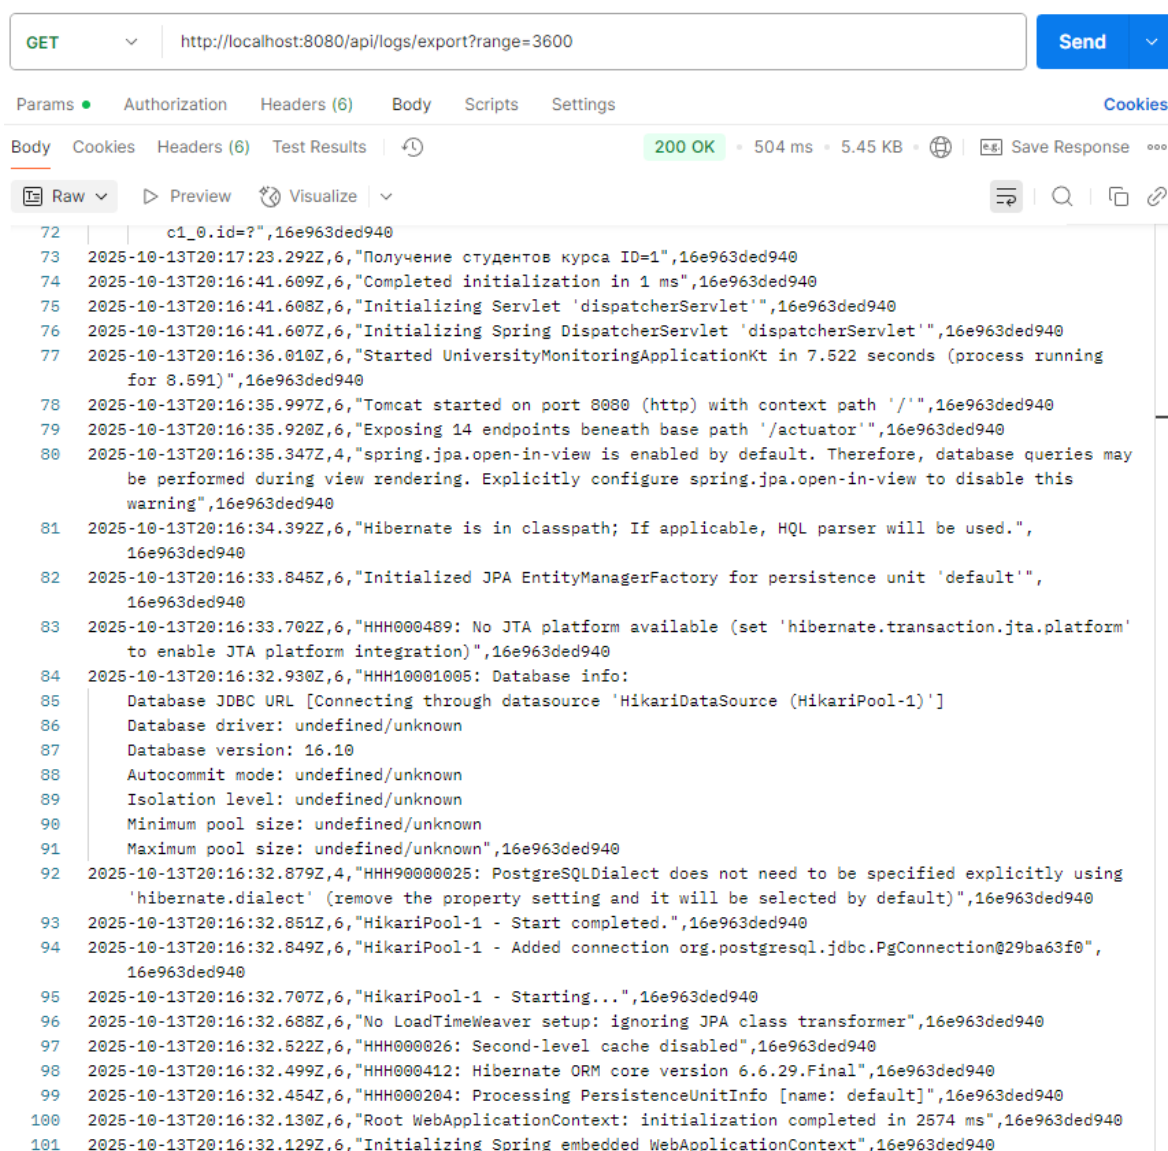 GET http://localhost:8080/api/logs/export?range=3600 Send
Params Authorization Headers (6) Body Scripts Settings Cookies
Body Cookies Headers (6) Test Results 200 OK 504 ms 5.45 KB e.g. Save Response
Raw Preview Visualize
72 c1_0.id=?",16e963ded940
73 2025-10-13T20:17:23.292Z,6,"Получение студентов курса ID=1",16e963ded940
74 2025-10-13T20:16:41.609Z,6,"Completed initialization in 1 ms",16e963ded940
75 2025-10-13T20:16:41.608Z,6,"Initializing Servlet 'dispatcherServlet'",16e963ded940
76 2025-10-13T20:16:41.607Z,6,"Initializing Spring DispatcherServlet 'dispatcherServlet'",16e963ded940
77 2025-10-13T20:16:36.010Z,6,"Started UniversityMonitoringApplicationKt in 7.522 seconds (process running
for 8.591)",16e963ded940
78 2025-10-13T20:16:35.997Z,6,"Tomcat started on port 8080 (http) with context path '/'",16e963ded940
79 2025-10-13T20:16:35.920Z,6,"Exposing 14 endpoints beneath base path '/actuator'",16e963ded940
80 2025-10-13T20:16:35.347Z,4,"spring.jpa.open-in-view is enabled by default. Therefore, database queries may
be performed during view rendering. Explicitly configure spring.jpa.open-in-view to disable this
warning",16e963ded940
81 2025-10-13T20:16:34.392Z,6,"Hibernate is in classpath; If applicable, HQL parser will be used.",
16e963ded940
82 2025-10-13T20:16:33.845Z,6,"Initialized JPA EntityManagerFactory for persistence unit 'default'",
16e963ded940
83 2025-10-13T20:16:33.702Z,6,"HHH000489: No JTA platform available (set 'hibernate.transaction.jta.platform'
to enable JTA platform integration)",16e963ded940
84 2025-10-13T20:16:32.930Z,6,"HHH10001005: Database info:
85 Database JDBC URL [Connecting through datasource 'HikariDataSource (HikariPool-1)']
86 Database driver: undefined/unknown
87 Database version: 16.10
88 Autocommit mode: undefined/unknown
89 Isolation level: undefined/unknown
90 Minimum pool size: undefined/unknown
91 Maximum pool size: undefined/unknown",16e963ded940
92 2025-10-13T20:16:32.879Z,4,"HHH90000025: PostgreSQLDialect does not need to be specified explicitly using
'hibernate.dialect' (remove the property setting and it will be selected by default)",16e963ded940
93 2025-10-13T20:16:32.851Z,6,"HikariPool-1 - Start completed.",16e963ded940
94 2025-10-13T20:16:32.849Z,6,"HikariPool-1 - Added connection org.postgresql.jdbc.PgConnection@29ba63f0",
16e963ded940
95 2025-10-13T20:16:32.707Z,6,"HikariPool-1 - Starting...",16e963ded940
96 2025-10-13T20:16:32.688Z,6,"No LoadTimeWeaver setup: ignoring JPA class transformer",16e963ded940
97 2025-10-13T20:16:32.522Z,6,"HHH000026: Second-level cache disabled",16e963ded940
98 2025-10-13T20:16:32.499Z,6,"HHH000412: Hibernate ORM core version 6.6.29.Final",16e963ded940
99 2025-10-13T20:16:32.454Z,6,"HHH000204: Processing PersistenceUnitInfo [name: default]",16e963ded940
100 2025-10-13T20:16:32.130Z,6,"Root WebApplicationContext: initialization completed in 2574 ms",16e963ded940
101 2025-10-13T20:16:32.129Z,6,"Initializing Spring embedded WebApplicationContext",16e963ded940